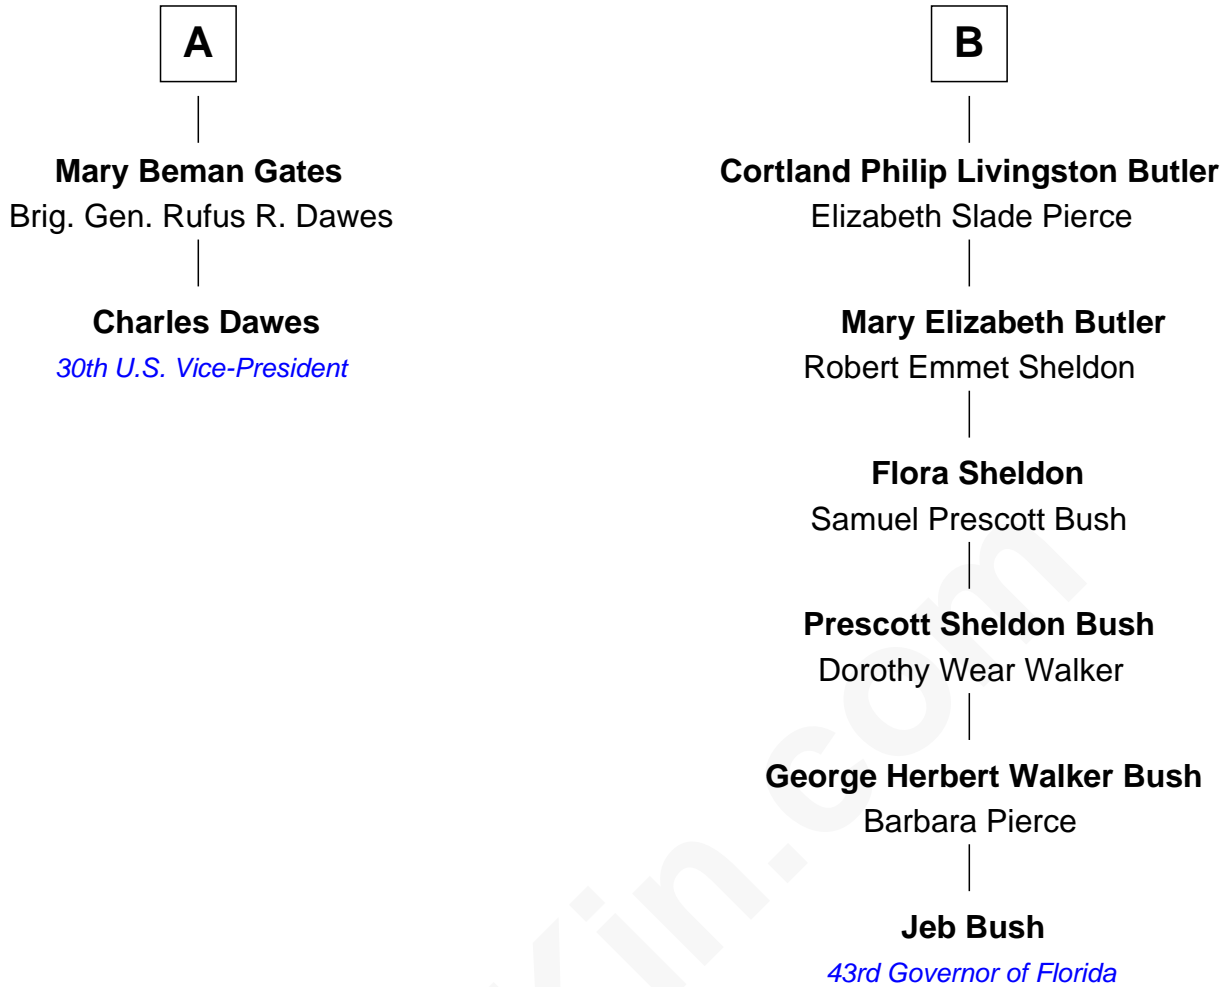 A
Mary Beman Gates
Brig. Gen. Rufus R. Dawes
Charles Dawes
30th U.S. Vice-President
B
Cortland Philip Livingston Butler
Elizabeth Slade Pierce
Mary Elizabeth Butler
Robert Emmet Sheldon
Flora Sheldon
Samuel Prescott Bush
Prescott Sheldon Bush
Dorothy Wear Walker
George Herbert Walker Bush
Barbara Pierce
Jeb Bush
43rd Governor of Florida